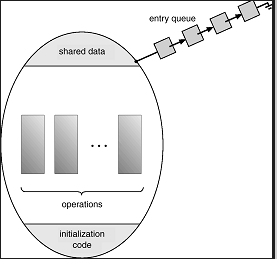 entry queue
shared data
...
operations
initialization
code